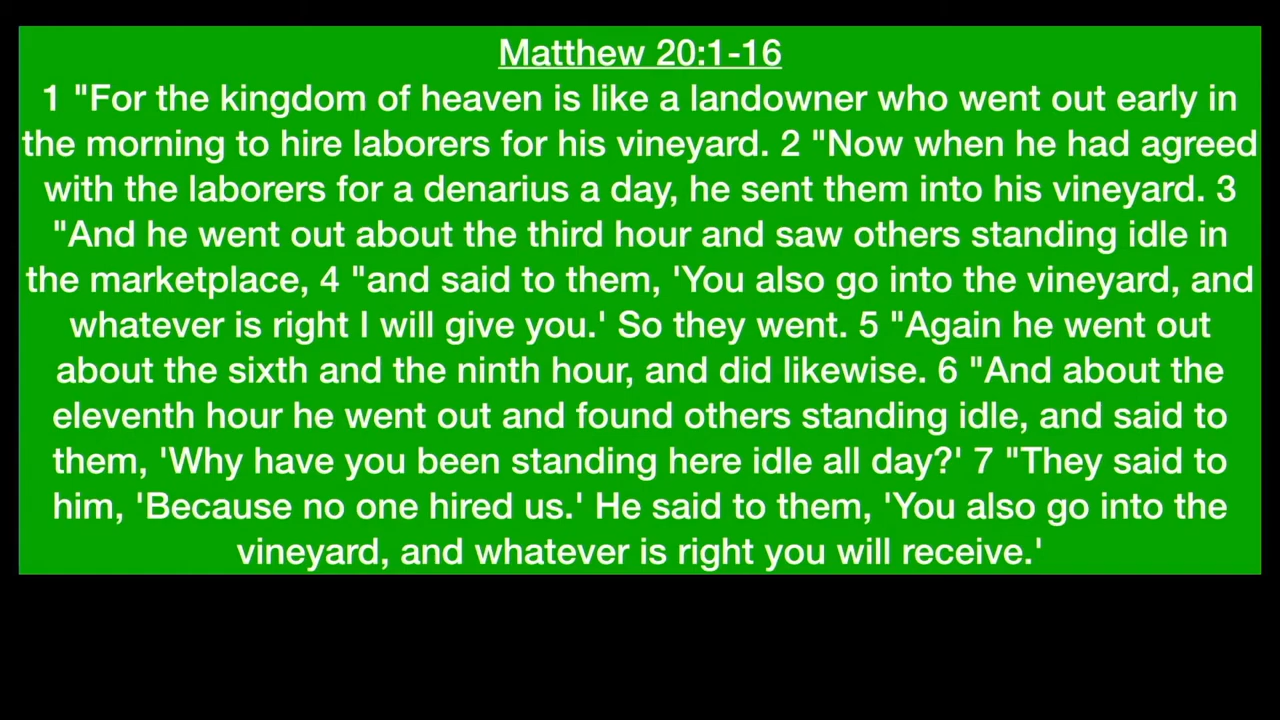 Matthew 20:1-16
1 "For the kingdom of heaven is like a landowner who went out early in
the morning to hire laborers for his vineyard. 2 "Now when he had agreed
with the laborers for a denarius a day, he sent them into his vineyard. 3
"And he went out about the third hour and saw others standing idle in
the marketplace, 4 "and said to them, 'You also go into the vineyard, and
whatever is right I will give you.' So they went. 5 "Again he went out
about the sixth and the ninth hour, and did likewise. 6 "And about the
eleventh hour he went out and found others standing idle, and said to
them, 'Why have you been standing here idle all day?' 7 "They said to
him, 'Because no one hired us.' He said to them, 'You also go into the
vineyard, and whatever is right you will receive.'